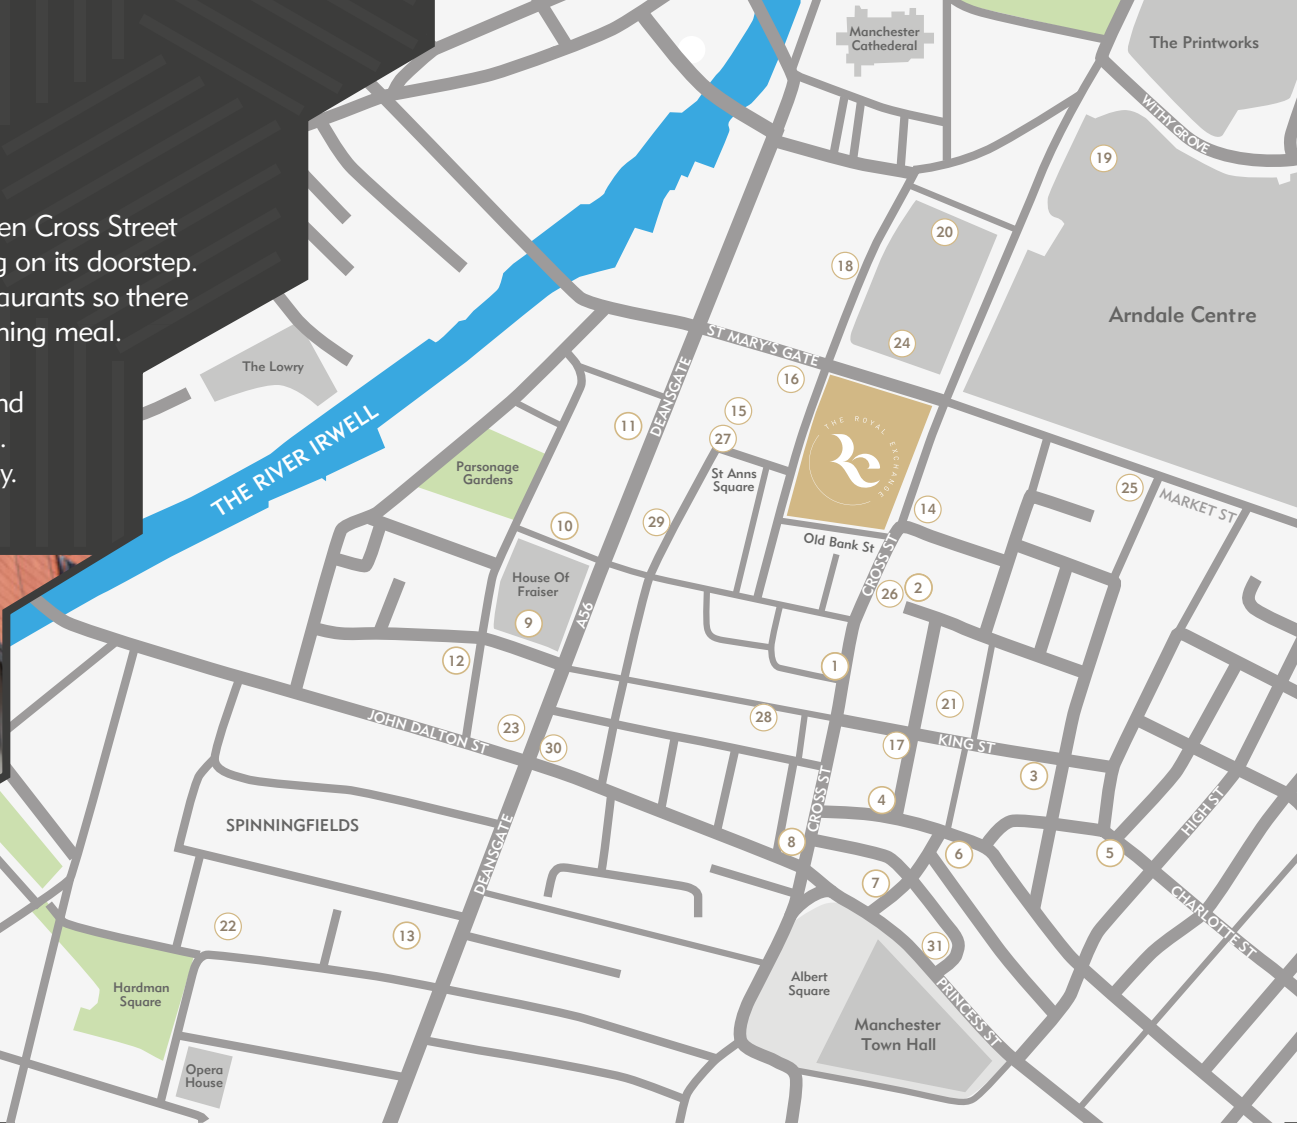 en Cross Street
g on its doorstep.
aurants so there
ning meal.
nd
.
y.
Manchester
Cathederal
The Printworks
WITHY GROVE
19
20
18
24
Arndale Centre
ST MARY'S GATE
16
The Lowry
DEANSGATE
15
11
27
THE ROYAL EXCHANGE
THE RIVER IRWELL
Parsonage
Gardens
St Anns
Square
25
MARKET ST
10
29
14
Old Bank St
CROSS ST
House Of
Fraiser
9
A56
26
2
12
1
21
28
JOHN DALTON ST
23
30
17
KING ST
3
4
CROSS ST
HIGH ST
SPINNINGFIELDS
DEANSGATE
8
6
5
7
CHARLOTTE ST
22
13
31
Hardman
Square
Albert
Square
PRINCESS ST
Manchester
Town Hall
Opera
House